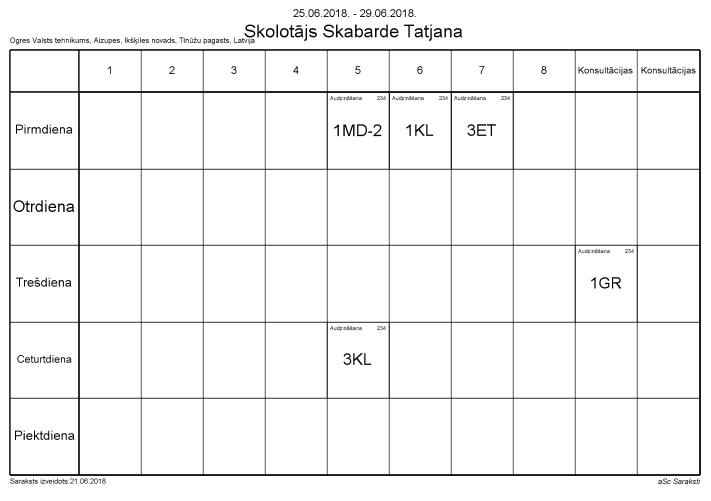 25.06.2018. - 29.06.2018.
Skolotājs Skabarde Tatjana
Ogres Valsts tehnikums, Aizupes, Ikšķiles novads, Tīnūžu pagasts, Latvija
1 2 3 4 5 6 7 8 Konsultācijas Konsultācijas
Audzināšana 234 Audzināšana 234 Audzināšana 234
Pirmdiena 1MD-2 1KL 3ET
Otrdiena
Audzināšana 234
Trešdiena 1GR
Audzināšana 234
Ceturtdiena 3KL
Piektdiena
Saraksts izveidots:21.06.2018 aSc Saraksti